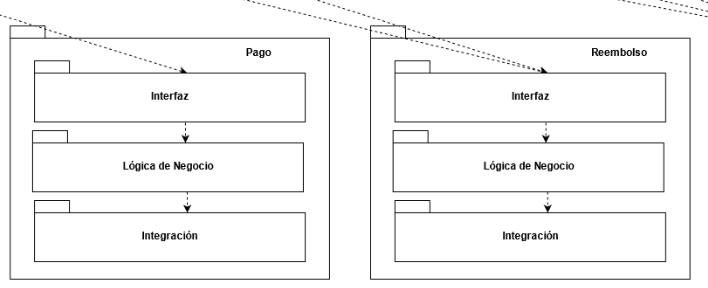 Pago
Interfaz
Lógica de Negocio
Integración
Reembolso
Interfaz
Lógica de Negocio
Integración